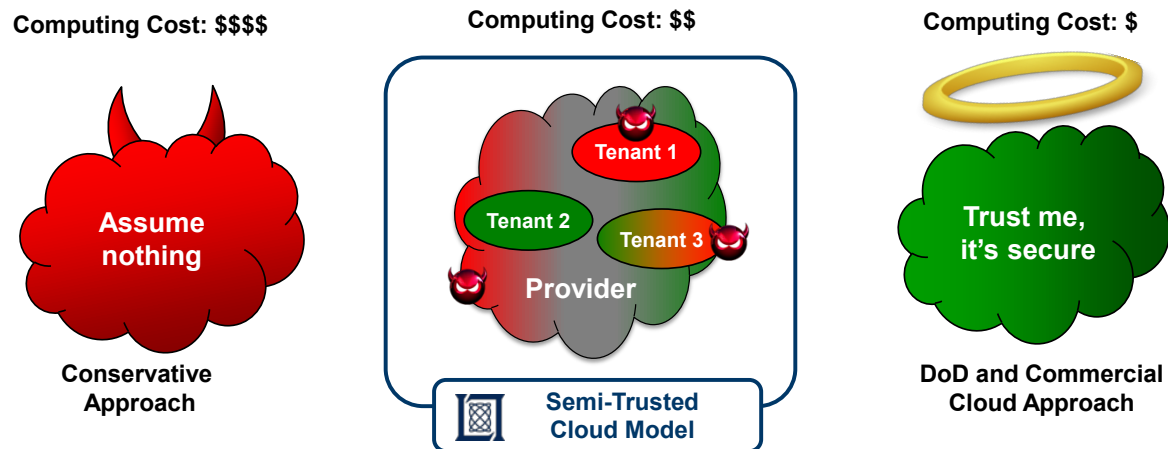 Computing Cost: $$$$
Assume
nothing
Conservative
Approach
Computing Cost: $$
Tenant 1
Tenant 2
Tenant 3
Provider
Semi-Trusted
Cloud Model
Computing Cost: $
Trust me,
it’s secure
DoD and Commercial
Cloud Approach